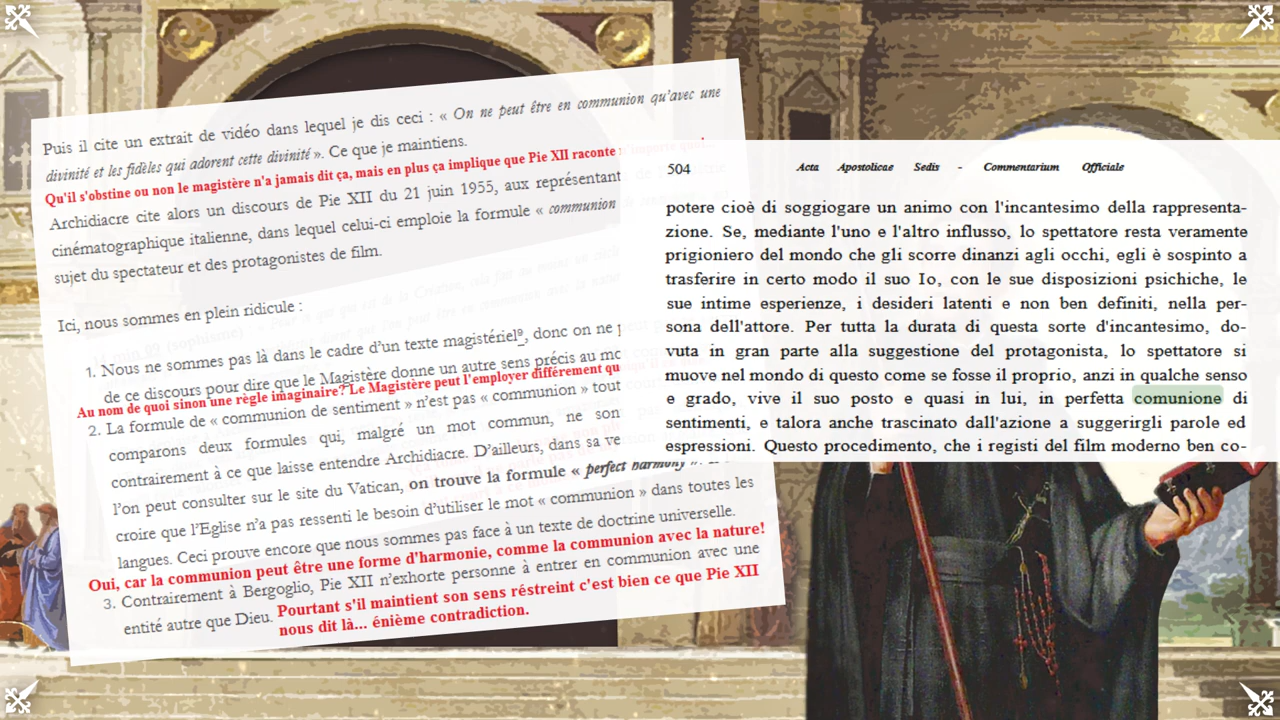 Puis il cite un extrait de vidéo dans lequel je dis ceci : « On ne peut être en communion qu'avec une
divinité et les fidèles qui adorent cette divinité ». Ce que je maintiens.
Qu'il s'obstine ou non le magistère n'a jamais dit ça, mais en plus ça implique que Pie XII raconte n'importe quoi...
Archidiacre cite alors un discours de Pie XII du 21 juin 1955, aux représentant
cinématographique italienne, dans lequel celui-ci emploie la formule « communion
sujet du spectateur et des protagonistes de film.
Ici, nous sommes en plein ridicule :
1. Nous ne sommes pas là dans le cadre d'un texte magistériel9, donc on ne p
de ce discours pour dire que le Magistère donne un autre sens précis au mo
Au nom de quoi sinon une règle imaginaire? Le Magistère peut l'employer différement qu
2. La formule de « communion de sentiment » n'est pas « communion » tout
comparons deux formules qui, malgré un mot commun, ne son
contrairement à ce que laisse entendre Archidiacre. D'ailleurs, dans sa ve
l'on peut consulter sur le site du Vatican, on trouve la formule « perfect harmony ».
croire que l'Eglise n'a pas ressenti le besoin d'utiliser le mot « communion » dans toutes les
langues. Ceci prouve encore que nous sommes pas face à un texte de doctrine universelle.
Oui, car la communion peut être une forme d'harmonie, comme la communion avec la nature!
3. Contrairement à Bergoglio, Pie XII n'exhorte personne à entrer en communion avec une
entité autre que Dieu. Pourtant s'il maintient son sens réstreint c'est bien ce que Pie XII
nous dit là... énième contradiction.
504 Acta Apostolicae Sedis - Commentarium Officiale
potere cioè di soggiogare un animo con l'incantesimo della rappresenta-
zione. Se, mediante l'uno e l'altro influsso, lo spettatore resta veramente
prigioniero del mondo che gli scorre dinanzi agli occhi, egli è sospinto a
trasferire in certo modo il suo Io, con le sue disposizioni psichiche, le
sue intime esperienze, i desideri latenti e non ben definiti, nella per-
sona dell'attore. Per tutta la durata di questa sorte d'incantesimo, do-
vuta in gran parte alla suggestione del protagonista, lo spettatore si
muove nel mondo di questo come se fosse il proprio, anzi in qualche senso
e grado, vive il suo posto e quasi in lui, in perfetta comunione di
sentimenti, e talora anche trascinato dall'azione a suggerirgli parole ed
espressioni. Questo procedimento, che i registi del film moderno ben co-